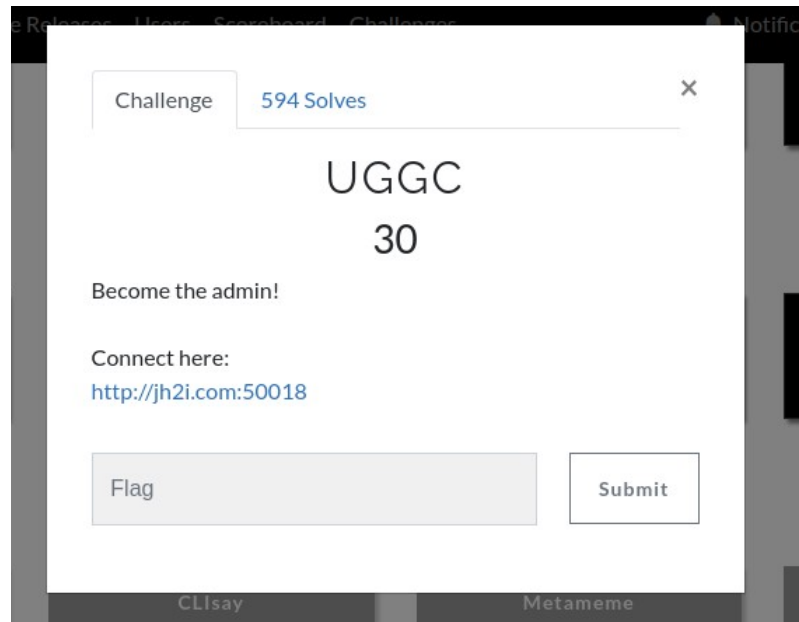 Releases Users Scoreboard Challenges
Challenge 594 Solves ×
UGGC
30
Become the admin!
Connect here:
http://jh2i.com:50018
Flag Submit
CLIsay Metameme